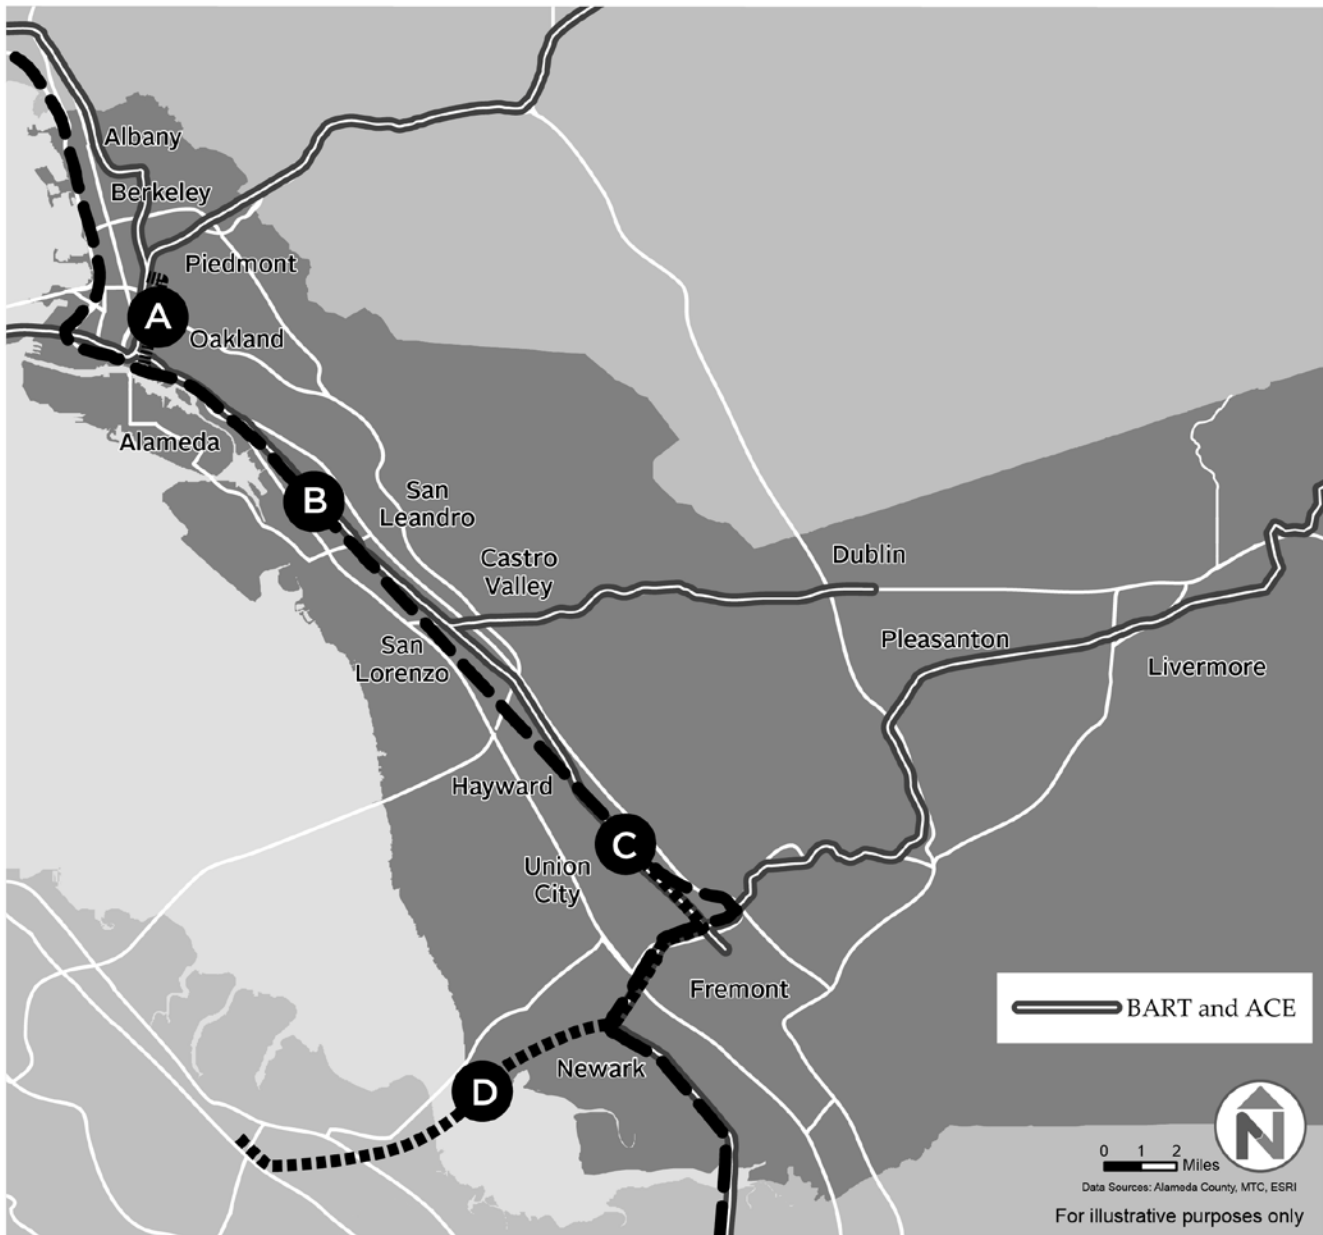 Albany
Berkeley
Piedmont
A
Oakland
Alameda
B
San
Leandro
Castro
Valley
Dublin
San
Lorenzo
Pleasanton
Livermore
Hayward
C
Union
City
Fremont
BART and ACE
Newark
D
N
0 1 2
Miles
Data Sources: Alameda County, MTC, ESRI
For illustrative purposes only